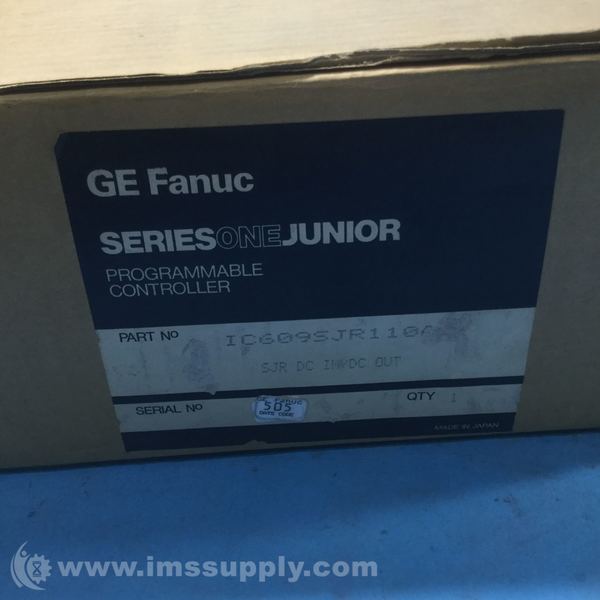 GE Fanuc
SERIESONEJUNIOR
PROGRAMMABLE
CONTROLLER
PART No IC609SJR110A
SJR DC IN/DC OUT
SERIAL No
GE Fanuc
505
DATE CODE
QTY 1
MADE IN JAPAN
www.imssupply.com